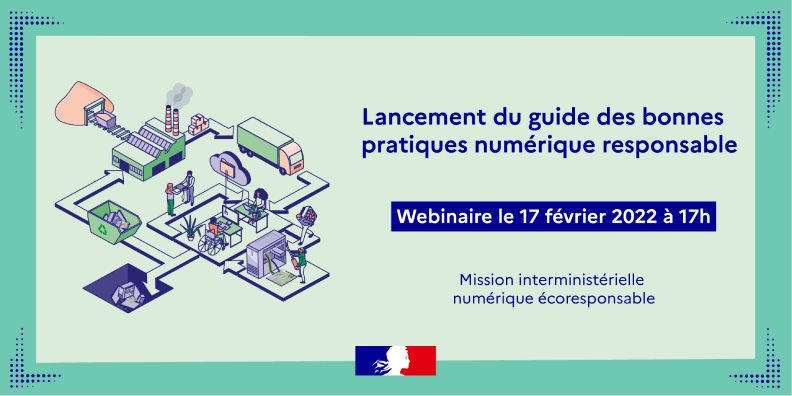 Lancement du guide des bonnes
pratiques numérique responsable
Webinaire le 17 février 2022 à 17h
Mission interministérielle
numérique écoresponsable